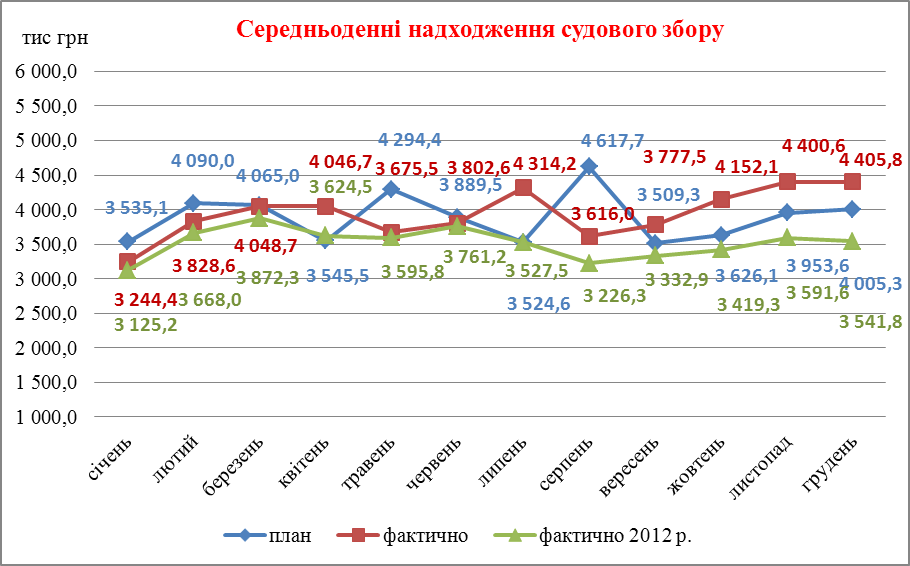 Середньоденні надходження судового збору
тис грн
6 000,0
5 500,0
5 000,0
4 500,0
4 000,0
3 500,0
3 000,0
2 500,0
2 000,0
1 500,0
1 000,0
3 535,1
4 090,0
4 065,0
3 545,5
4 294,4
3 889,5
3 524,6
4 617,7
3 509,3
3 626,1
3 953,6
4 005,3
3 244,4
3 828,6
4 048,7
4 046,7
3 675,5
3 802,6
4 314,2
3 616,0
3 777,5
4 152,1
4 400,6
4 405,8
3 125,2
3 668,0
3 872,3
3 624,5
3 595,8
3 761,2
3 527,5
3 226,3
3 332,9
3 419,3
3 591,6
3 541,8
січень
лютий
березень
квітень
травень
червень
липень
серпень
вересень
жовтень
листопад
грудень
план
фактично
фактично 2012 р.